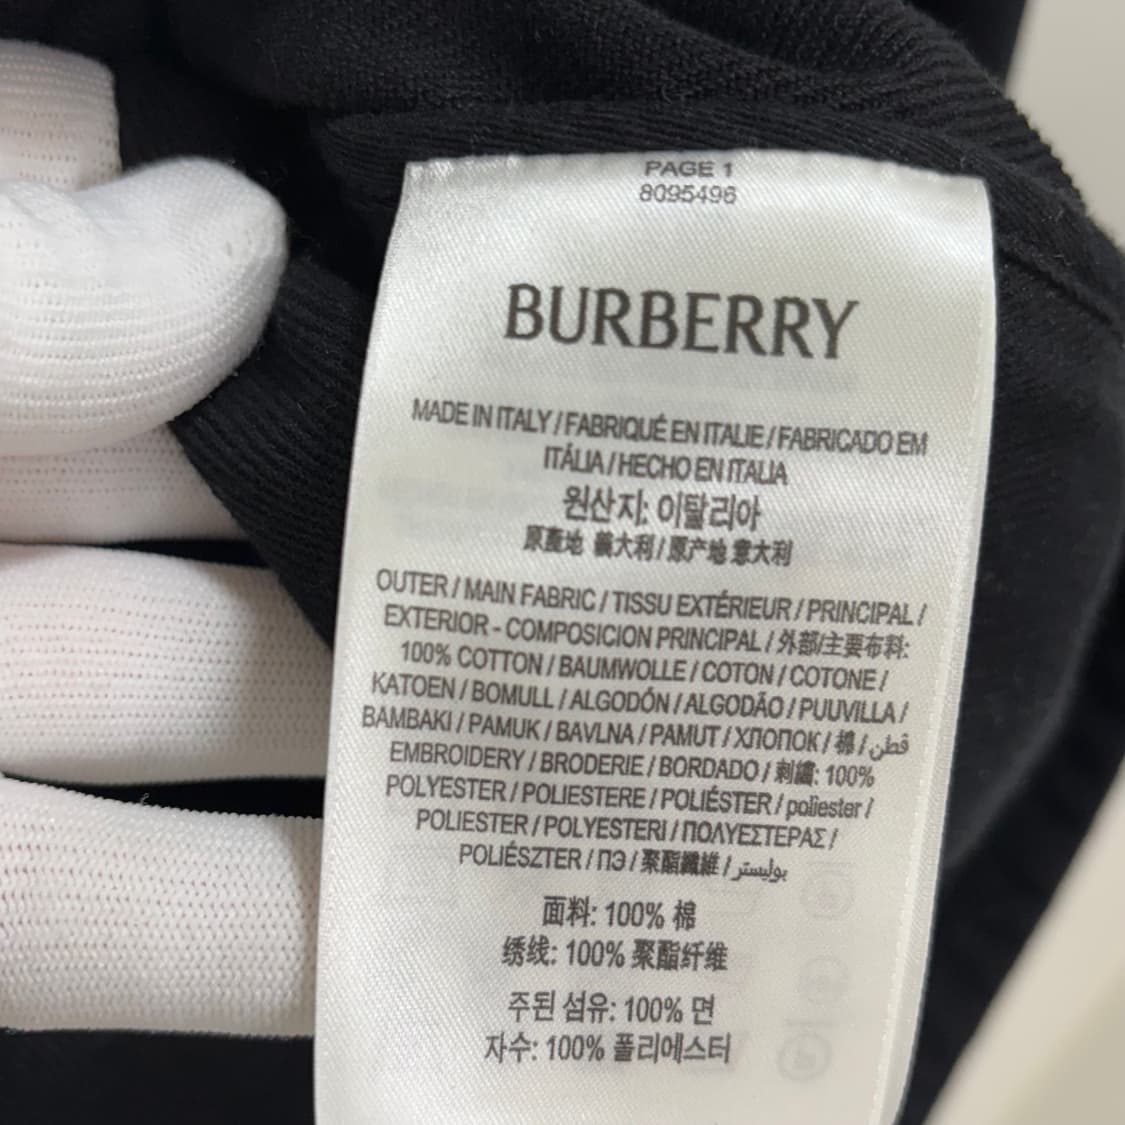 PAGE 1
8095496
BURBERRY
MADE IN ITALY / FABRIQUÉ EN ITALIE / FABRICADO EM
ITÁLIA / HECHO EN ITALIA
원산지: 이탈리아
原產地 義大利 / 原产地 意大利
OUTER / MAIN FABRIC / TISSU EXTÉRIEUR / PRINCIPAL /
EXTERIOR - COMPOSICION PRINCIPAL / 外部/主要布料:
100% COTTON / BAUMWOLLE / COTON / COTONE /
KATOEN / BOMULL / ALGODÓN / ALGODÃO / PUUVILLA /
BAMBAKI / PAMUK / BAVLNA / PAMUT / ХЛОПОК / 棉 / قطن
EMBROIDERY / BRODERIE / BORDADO / 刺繡: 100%
POLYESTER / POLIESTERE / POLIÉSTER / poliester /
POLIESTER / POLYESTERI / ΠΟΛΥΕΣΤΕΡΑΣ /
POLIÉSZTER / ПЭ / 聚酯纖維 / بوليستر
面料: 100% 棉
绣线: 100% 聚酯纤维
주된 섬유: 100% 면
자수: 100% 폴리에스터